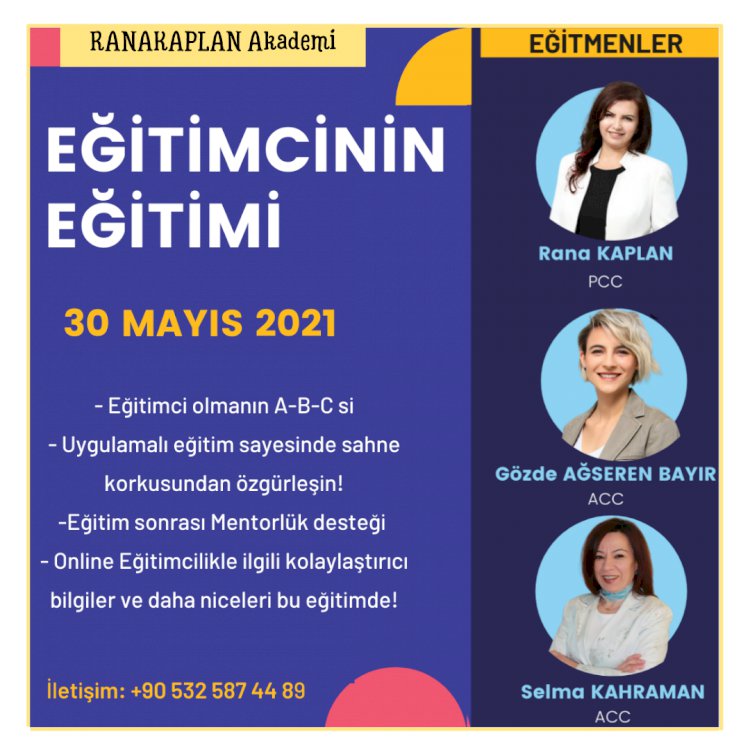 RANAKAPLAN Akademi
EĞİTİMCİNİN
EĞİTİMİ
30 MAYIS 2021
- Eğitimci olmanın A-B-C si
- Uygulamalı eğitim sayesinde sahne
korkusundan özgürleşin!
-Eğitim sonrası Mentorlük desteği
- Online Eğitimcilikle ilgili kolaylaştırıcı
bilgiler ve daha niceleri bu eğitimde!
İletişim: +90 532 587 44 89
EĞİTMENLER
Rana KAPLAN
PCC
Gözde AĞSEREN BAYIR
ACC
Selma KAHRAMAN
ACC